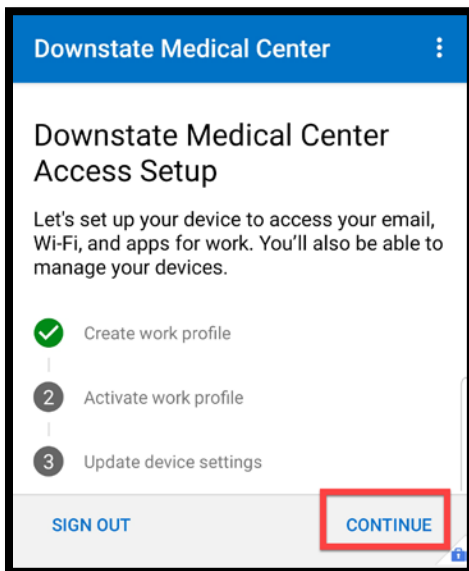 Downstate Medical Center
Downstate Medical Center
Access Setup
Let's set up your device to access your email,
Wi-Fi, and apps for work. You'll also be able to
manage your devices.
Create work profile
2 Activate work profile
3 Update device settings
SIGN OUT CONTINUE